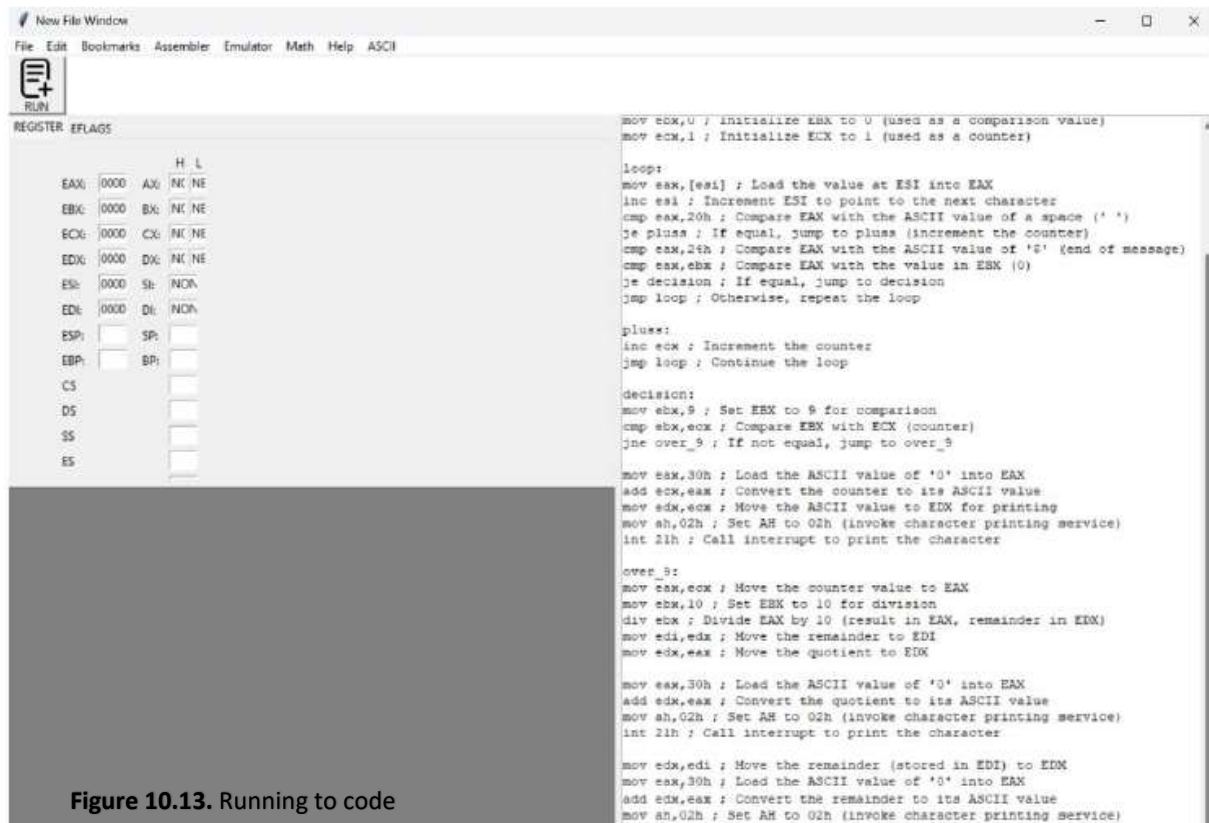 New File Window
File Edit Bookmarks Assembler Emulator Math Help ASCII
RUN
REGISTER EFLAGS
H L
EAX: 0000 AX: NC NE
EBX: 0000 BX: NC NE
ECX: 0000 CX: NC NE
EDX: 0000 DX: NC NE
ESI: 0000 SI: NON
EDI: 0000 DI: NON
ESP: SP:
EBP: BP:
CS
DS
SS
ES
Figure 10.13. Running to code
mov ebx,0 ; Initialize EBX to 0 (used as a comparison value)
mov ecx,1 ; Initialize ECX to 1 (used as a counter)
loop:
mov eax,[esi] ; Load the value at ESI into EAX
inc esi ; Increment ESI to point to the next character
cmp eax,20h ; Compare EAX with the ASCII value of a space (' ')
je pluss ; If equal, jump to pluss (increment the counter)
cmp eax,24h ; Compare EAX with the ASCII value of '$' (end of message)
cmp eax,ebx ; Compare EAX with the value in EBX (0)
je decision ; If equal, jump to decision
jmp loop ; Otherwise, repeat the loop
pluss:
inc ecx ; Increment the counter
jmp loop ; Continue the loop
decision:
mov ebx,9 ; Set EBX to 9 for comparison
cmp ebx,ecx ; Compare EBX with ECX (counter)
jne over_9 ; If not equal, jump to over_9
mov eax,30h ; Load the ASCII value of '0' into EAX
add ecx,eax ; Convert the counter to its ASCII value
mov edx,ecx ; Move the ASCII value to EDX for printing
mov ah,02h ; Set AH to 02h (invoke character printing service)
int 21h ; Call interrupt to print the character
over_9:
mov eax,ecx ; Move the counter value to EAX
mov ebx,10 ; Set EBX to 10 for division
div ebx ; Divide EAX by 10 (result in EAX, remainder in EDX)
mov edi,edx ; Move the remainder to EDI
mov edx,eax ; Move the quotient to EDX
mov eax,30h ; Load the ASCII value of '0' into EAX
add edx,eax ; Convert the quotient to its ASCII value
mov ah,02h ; Set AH to 02h (invoke character printing service)
int 21h ; Call interrupt to print the character
mov edx,edi ; Move the remainder (stored in EDI) to EDX
mov eax,30h ; Load the ASCII value of '0' into EAX
add edx,eax ; Convert the remainder to its ASCII value
mov ah,02h ; Set AH to 02h (invoke character printing service)